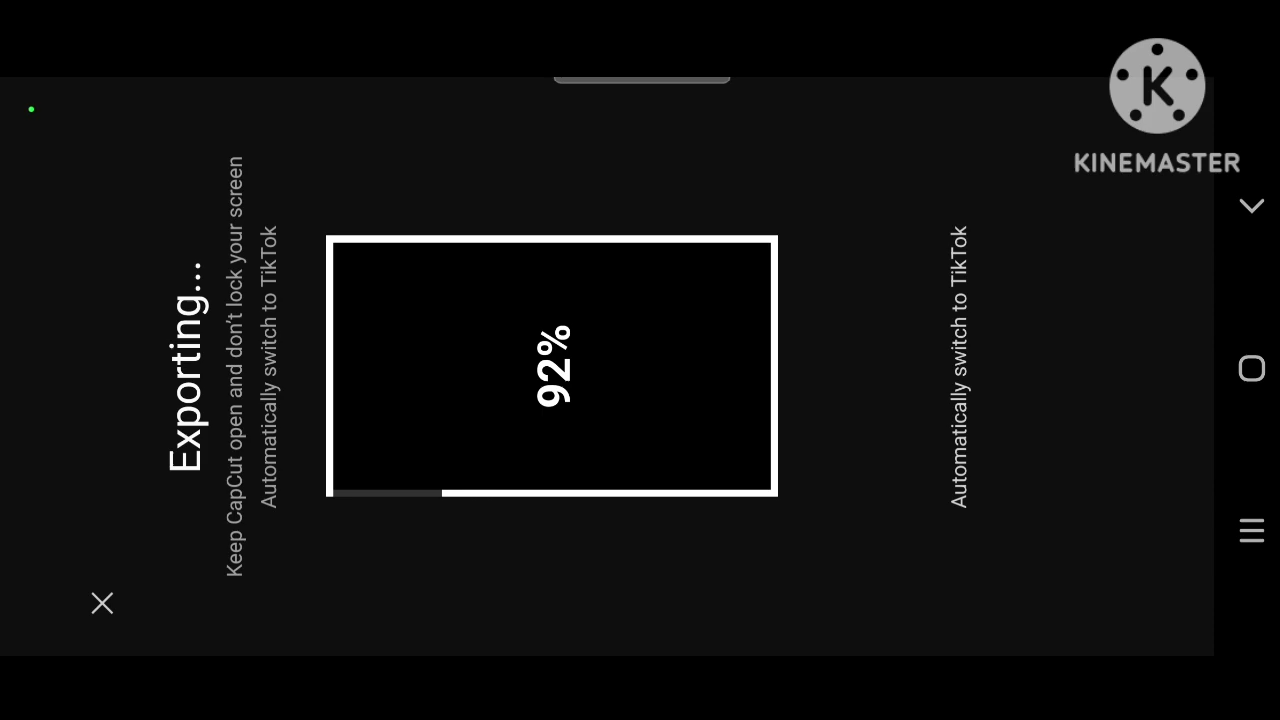 Exporting...
Keep CapCut open and don't lock your screen
Automatically switch to TikTok
92%
Automatically switch to TikTok
K
KINEMASTER